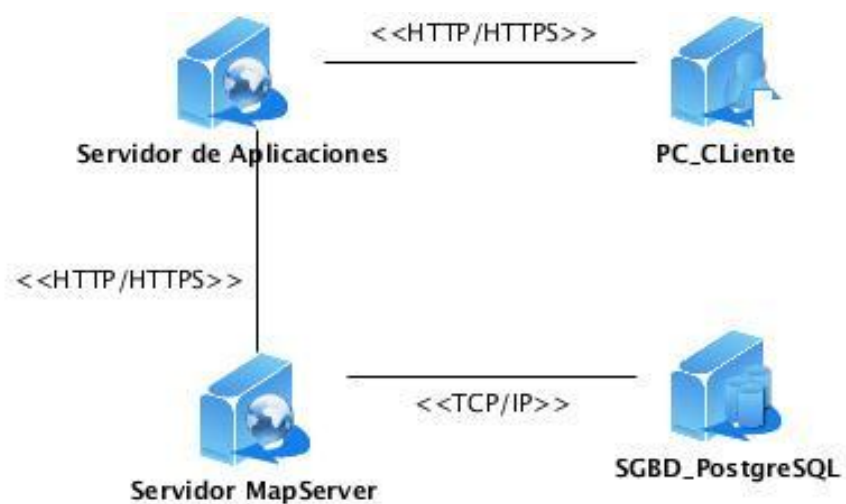 <<HTTP/HTTPS>>
Servidor de Aplicaciones
PC_CLiente
<<HTTP/HTTPS>>
<<TCP/IP>>
SGBD_PostgreSQL
Servidor MapServer